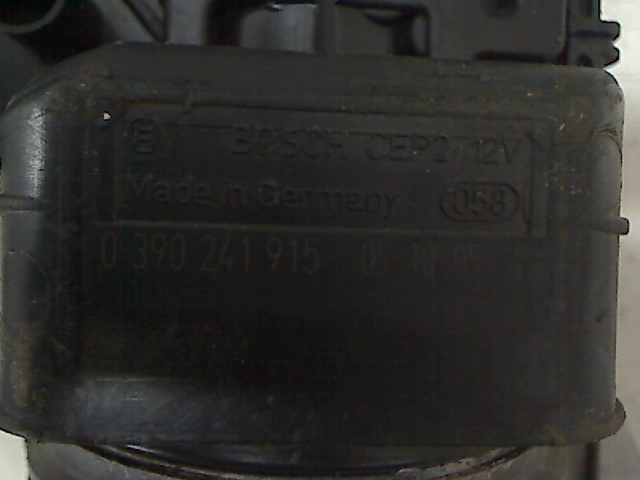 BOSCH CEP2/12V
Made in Germany 058
0 390 241 915